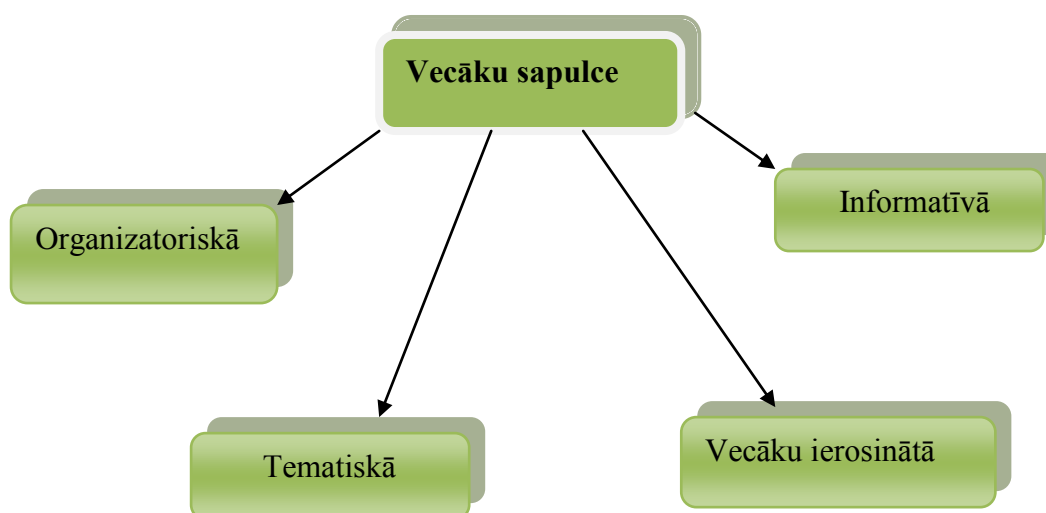 Vecāku sapulce
Informatīvā
Organizatoriskā
Vecāku ierosinātā
Tematiskā